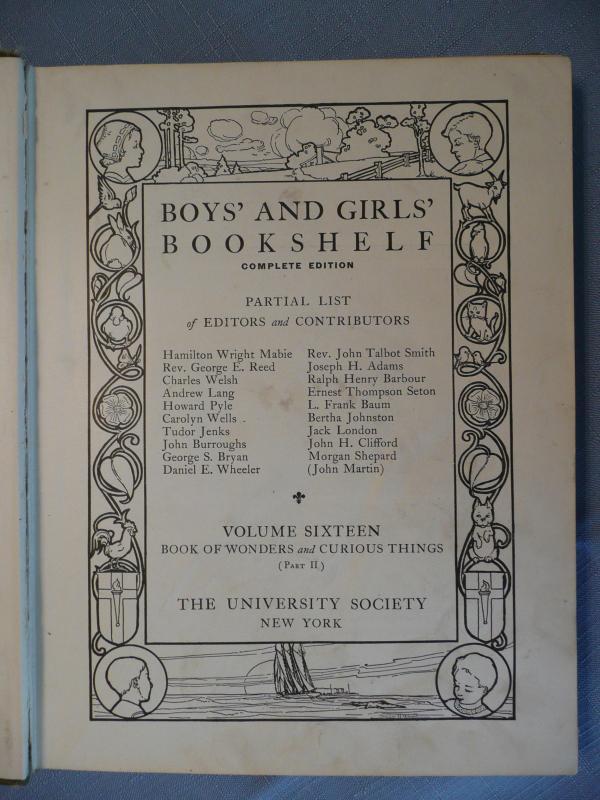 BOYS' AND GIRLS'
BOOKSHELF
COMPLETE EDITION
PARTIAL LIST
of EDITORS and CONTRIBUTORS
Hamilton Wright Mabie
Rev. George E. Reed
Charles Welsh
Andrew Lang
Howard Pyle
Carolyn Wells
Tudor Jenks
John Burroughs
George S. Bryan
Daniel E. Wheeler
Rev. John Talbot Smith
Joseph H. Adams
Ralph Henry Barbour
Ernest Thompson Seton
L. Frank Baum
Bertha Johnston
Jack London
John H. Clifford
Morgan Shepard
(John Martin)
VOLUME SIXTEEN
BOOK OF WONDERS and CURIOUS THINGS
(PART II)
THE UNIVERSITY SOCIETY
NEW YORK